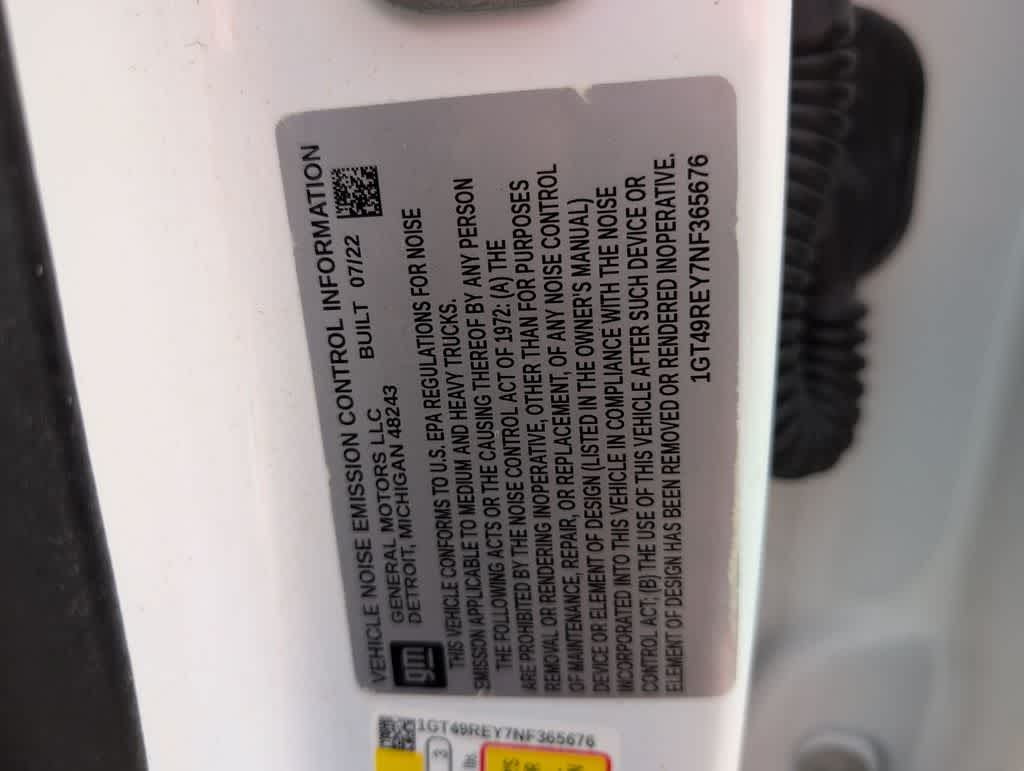 VEHICLE NOISE EMISSION CONTROL INFORMATION
gm
GENERAL MOTORS LLC
DETROIT, MICHIGAN 48243
BUILT 07/22
THIS VEHICLE CONFORMS TO U.S. EPA REGULATIONS FOR NOISE
EMISSION APPLICABLE TO MEDIUM AND HEAVY TRUCKS.
THE FOLLOWING ACTS OR THE CAUSING THEREOF BY ANY PERSON
ARE PROHIBITED BY THE NOISE CONTROL ACT OF 1972: (A) THE
REMOVAL OR RENDERING INOPERATIVE, OTHER THAN FOR PURPOSES
OF MAINTENANCE, REPAIR, OR REPLACEMENT, OF ANY NOISE CONTROL
DEVICE OR ELEMENT OF DESIGN (LISTED IN THE OWNER'S MANUAL)
INCORPORATED INTO THIS VEHICLE IN COMPLIANCE WITH THE NOISE
CONTROL ACT; (B) THE USE OF THIS VEHICLE AFTER SUCH DEVICE OR
ELEMENT OF DESIGN HAS BEEN REMOVED OR RENDERED INOPERATIVE.
1GT49REY7NF365676
1GT49REY7NF365676
3